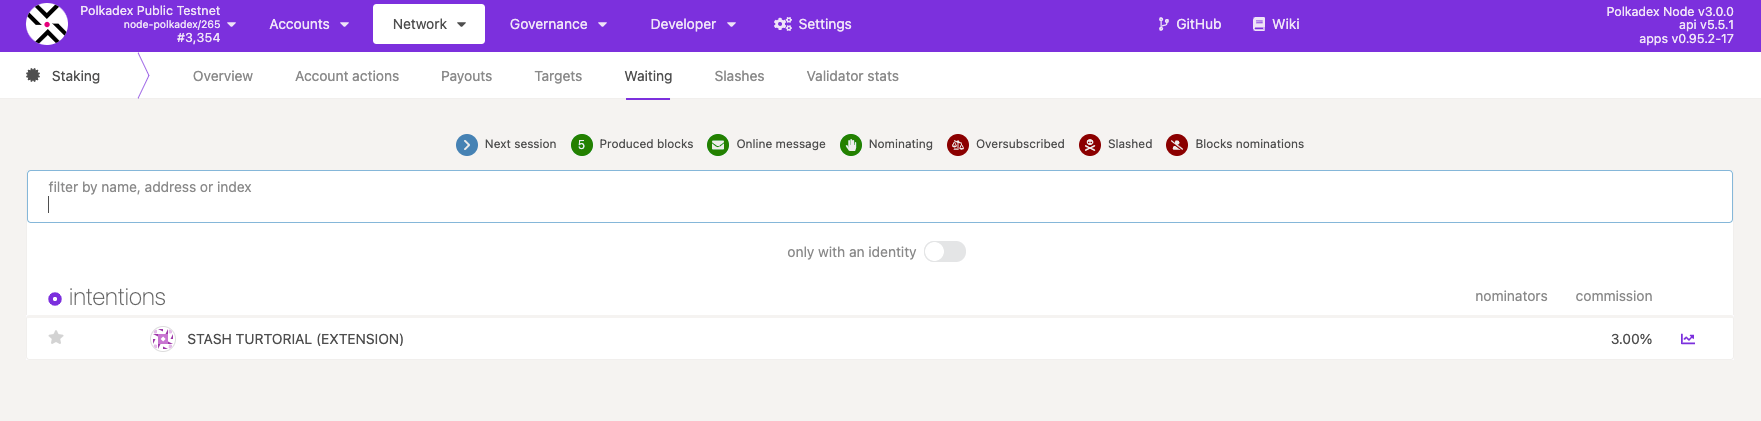 Polkadex Public Testnet
node-polkadex/265
#3,354
Accounts
Network
Governance
Developer
Settings
GitHub
Wiki
Polkadex Node v3.0.0
api v5.5.1
apps v0.95.2-17
Staking
Overview
Account actions
Payouts
Targets
Waiting
Slashes
Validator stats
Next session
5
Produced blocks
Online message
Nominating
Oversubscribed
Slashed
Blocks nominations
filter by name, address or index
only with an identity
intentions
nominators
commission
STASH TURTORIAL (EXTENSION)
3.00%